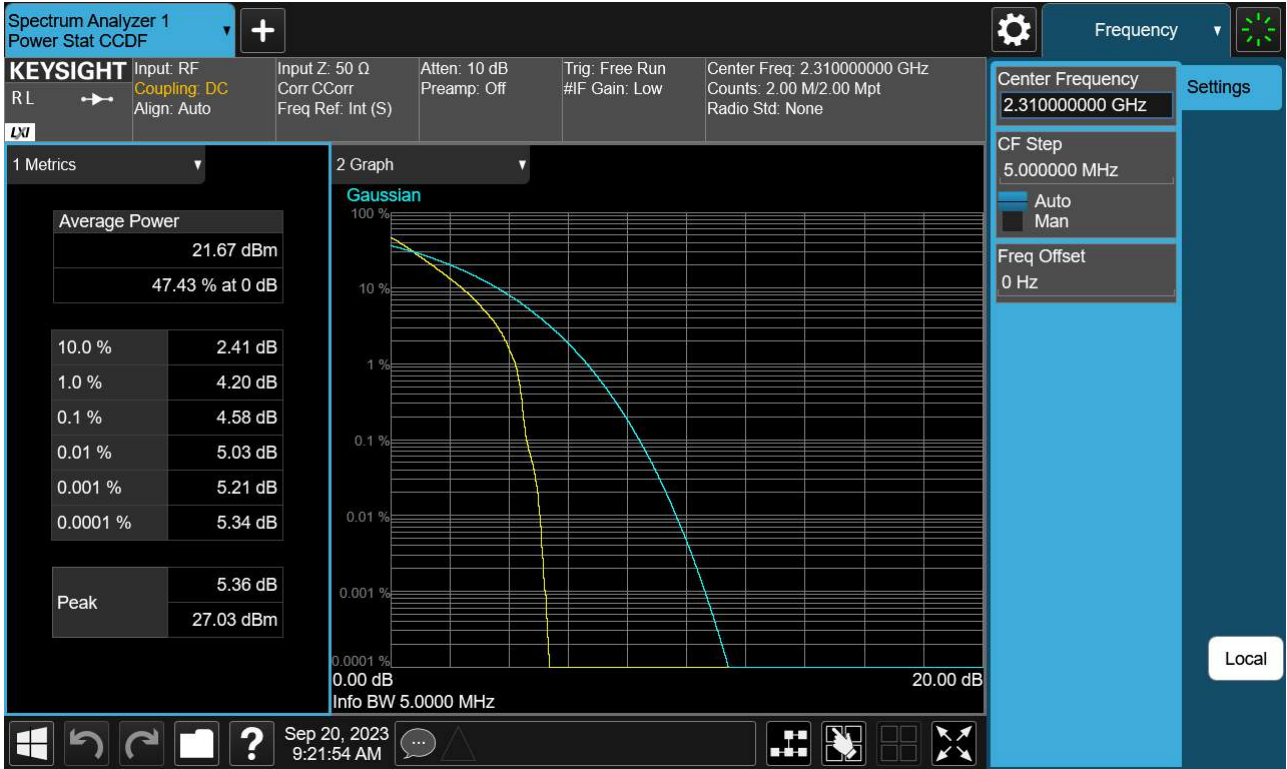 Spectrum Analyzer 1
Power Stat CCDF
+
Frequency
KEYSIGHT
RL
LXI
Input: RF
Coupling: DC
Align: Auto
Input Z: 50 Ω
Corr CCorr
Freq Ref: Int (S)
Atten: 10 dB
Preamp: Off
Trig: Free Run
#IF Gain: Low
Center Freq: 2.310000000 GHz
Counts: 2.00 M/2.00 Mpt
Radio Std: None
Center Frequency
2.310000000 GHz
Settings
CF Step
5.000000 MHz
Auto
Man
Freq Offset
0 Hz
Local
1 Metrics
Average Power
21.67 dBm
47.43 % at 0 dB
10.0 % 2.41 dB
1.0 % 4.20 dB
0.1 % 4.58 dB
0.01 % 5.03 dB
0.001 % 5.21 dB
0.0001 % 5.34 dB
Peak
5.36 dB
27.03 dBm
2 Graph
Gaussian
100 %
10 %
1 %
0.1 %
0.01 %
0.001 %
0.0001 %
0.00 dB 20.00 dB
Info BW 5.0000 MHz
?
Sep 20, 2023
9:21:54 AM